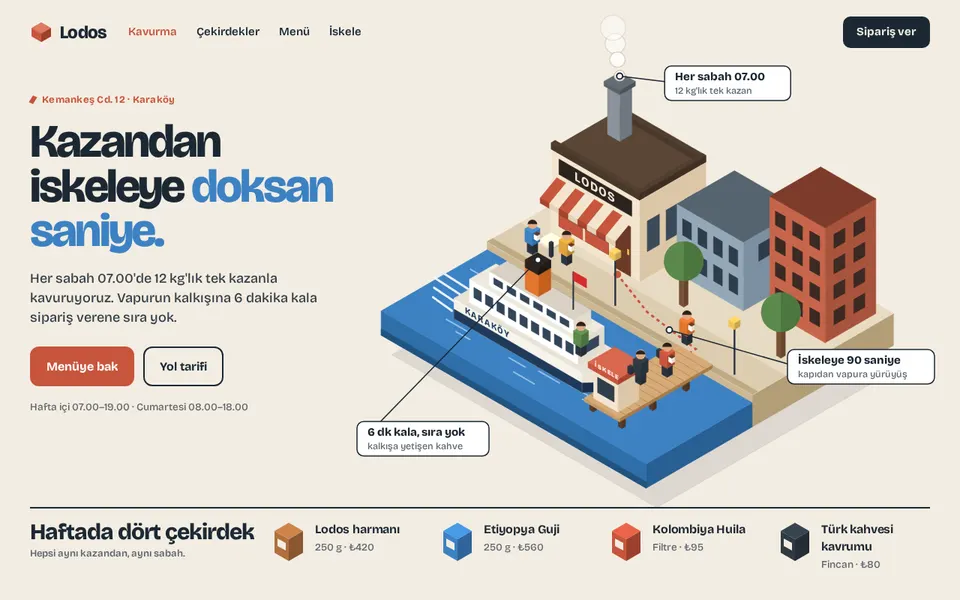 Lodos
Kavurma
Çekirdekler
Menü
İskele
Sipariş ver
Kemankeş Cd. 12 · Karaköy
Kazandan
iskeleye doksan
saniye.
Her sabah 07.00'de 12 kg'lık tek kazanla
kavuruyoruz. Vapurun kalkışına 6 dakika kala
sipariş verene sıra yok.
Menüye bak
Yol tarifi
Hafta içi 07.00–19.00 · Cumartesi 08.00–18.00
Her sabah 07.00
12 kg'lık tek kazan
LODOS
KARAKÖY
İSKELE
İskeleye 90 saniye
kapıdan vapura yürüyüş
6 dk kala, sıra yok
kalkışa yetişen kahve
Haftada dört çekirdek
Hepsi aynı kazandan, aynı sabah.
Lodos harmanı
250 g · ₺420
Etiyopya Guji
250 g · ₺560
Kolombiya Huila
Filtre · ₺95
Türk kahvesi
kavrumu
Fincan · ₺80